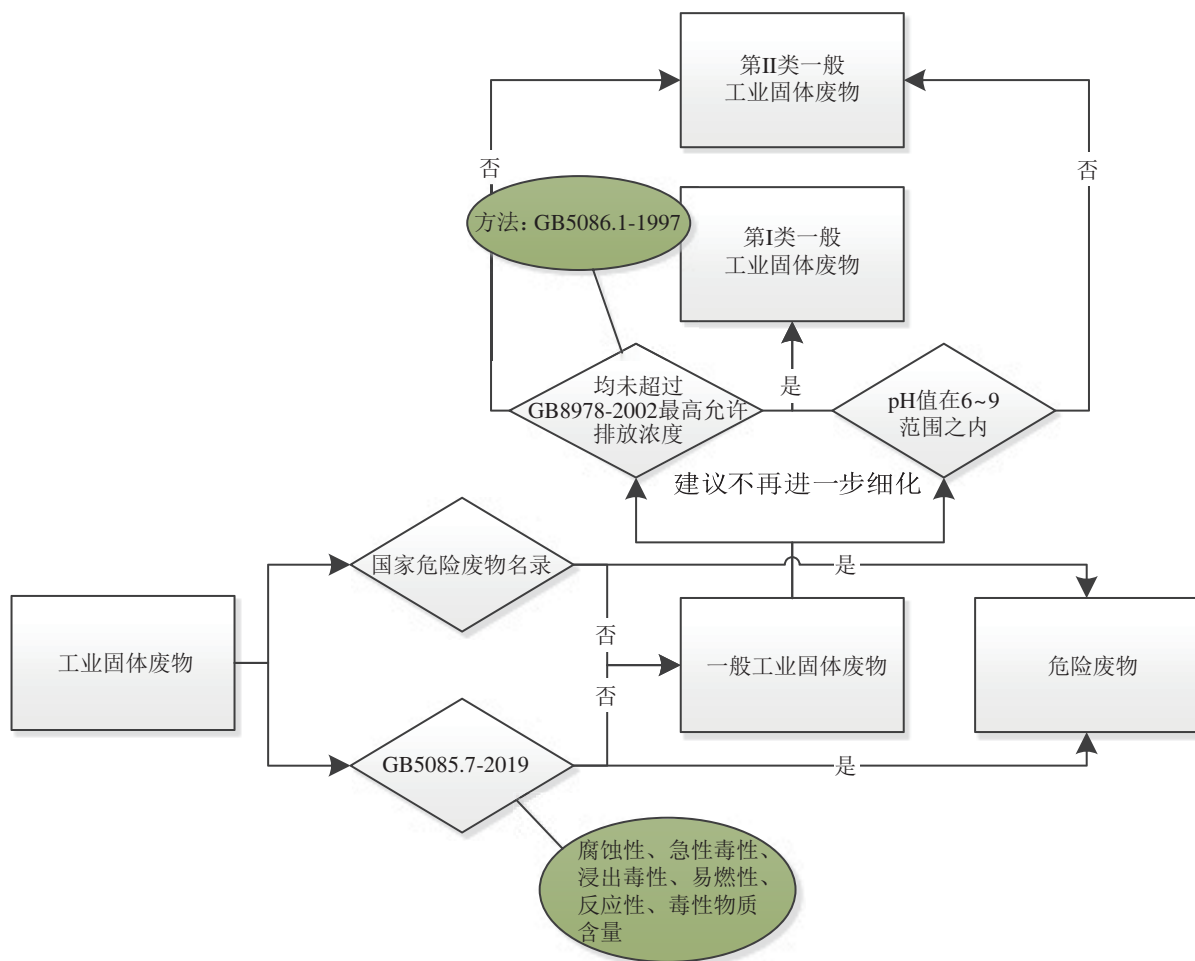 第II类一般
工业固体废物
否
否
方法：GB5086.1-1997
第I类一般
工业固体废物
是
均未超过
GB8978-2002最高允许
排放浓度
pH值在6~9
范围之内
建议不再进一步细化
国家危险废物名录
是
否
工业固体废物
一般工业固体废物
危险废物
否
GB5085.7-2019
是
腐蚀性、急性毒性、
浸出毒性、易燃性、
反应性、毒性物质
含量